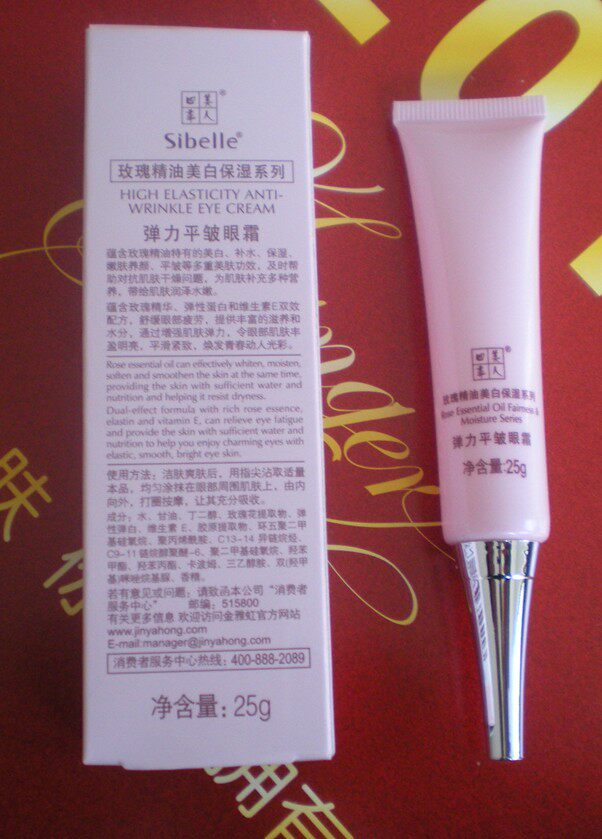 四美
事人®
Sibelle®
玫瑰精油美白保湿系列
HIGH ELASTICITY ANTI-
WRINKLE EYE CREAM
弹力平皱眼霜
蕴含玫瑰精油特有的美白、补水、保湿、
嫩肤养颜、平皱等多重美肤功效，及时帮
助对抗肌肤干燥问题，为肌肤补充多种营
养，带给肌肤润泽水嫩。
蕴含玫瑰精华、弹性蛋白和维生素E双效
配方，舒缓眼部疲劳，提供丰富的滋养和
水分，通过增强肌肤弹力，令眼部肌肤丰
盈明亮，平滑紧致，焕发青春动人光彩。
Rose essential oil can effectively whiten, moisten,
soften and smoothen the skin at the same time,
providing the skin with sufficient water and
nutrition and helping it resist dryness.
Dual-effect formula with rich rose essence,
elastin and vitamin E, can relieve eye fatigue
and provide the skin with sufficient water and
nutrition to help you enjoy charming eyes with
elastic, smooth, bright eye skin.
使用方法：洁肤爽肤后，用指尖沾取适量
本品，均匀涂抹在眼部周围肌肤上，由内
向外，打圈按摩，让其充分吸收。
成分：水、甘油、丁二醇、玫瑰花提取物、弹
性蛋白、维生素 E、胶原提取物、环五聚二甲
基硅氧烷、聚丙烯酰胺、C13-14 异链烷烃、
C9-11 链烷醇聚醚-6、聚二甲基硅氧烷、羟苯
甲酯、羟苯丙酯、卡波姆、三乙醇胺、双(羟甲
基)咪唑烷基脲、香精。
若有意见或问题：请致函本公司“消费者
服务中心” 邮编：515800
有关更多信息 欢迎访问金雅虹官方网站
www.jinyahong.com
E-mail:manager@jinyahong.com
消费者服务中心热线：400-888-2089
净含量：25g
四美
事人®
玫瑰精油美白保湿系列
Rose Essential Oil Fairness &
Moisture Series
弹力平皱眼霜
净含量:25g
肤
拥有